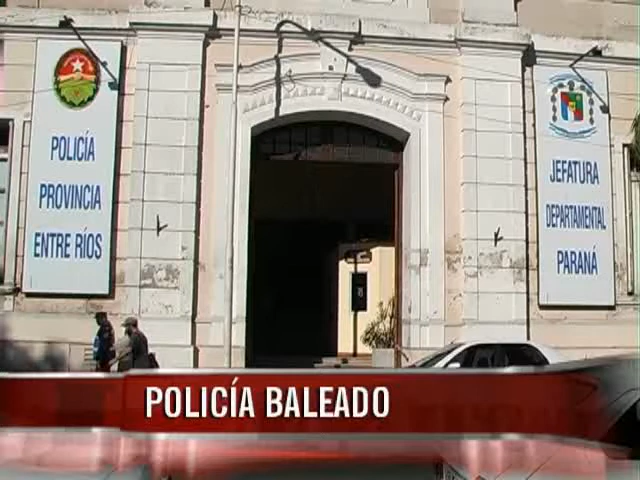 POLICÍA
PROVINCIA
ENTRE RÍOS
JEFATURA
DEPARTAMENTAL
PARANÁ
POLICÍA BALEADO